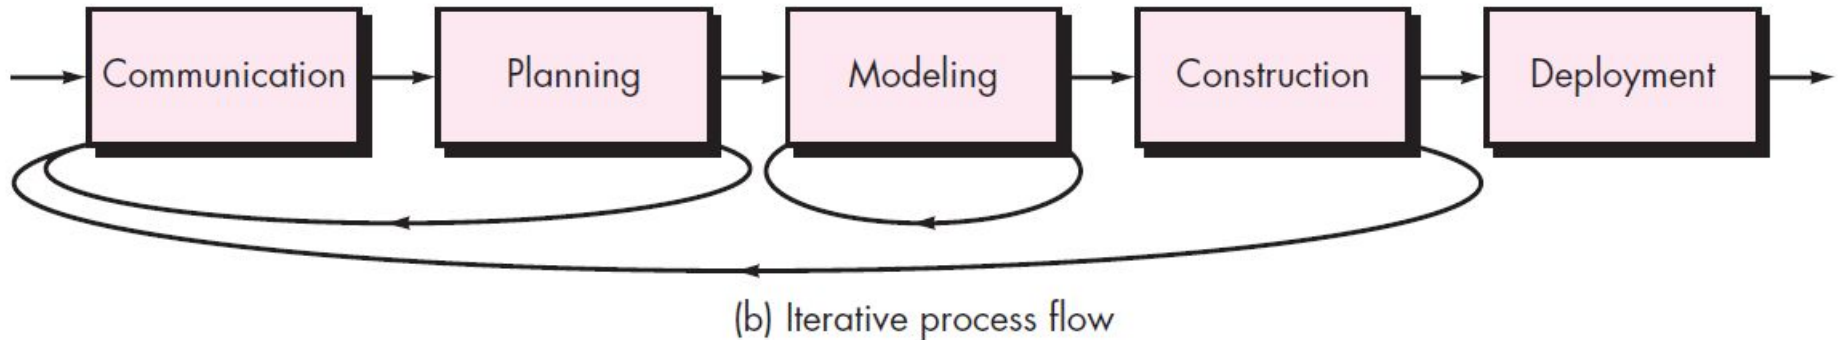 Communication
Planning
Modeling
Construction
Deployment
(b) Iterative process flow